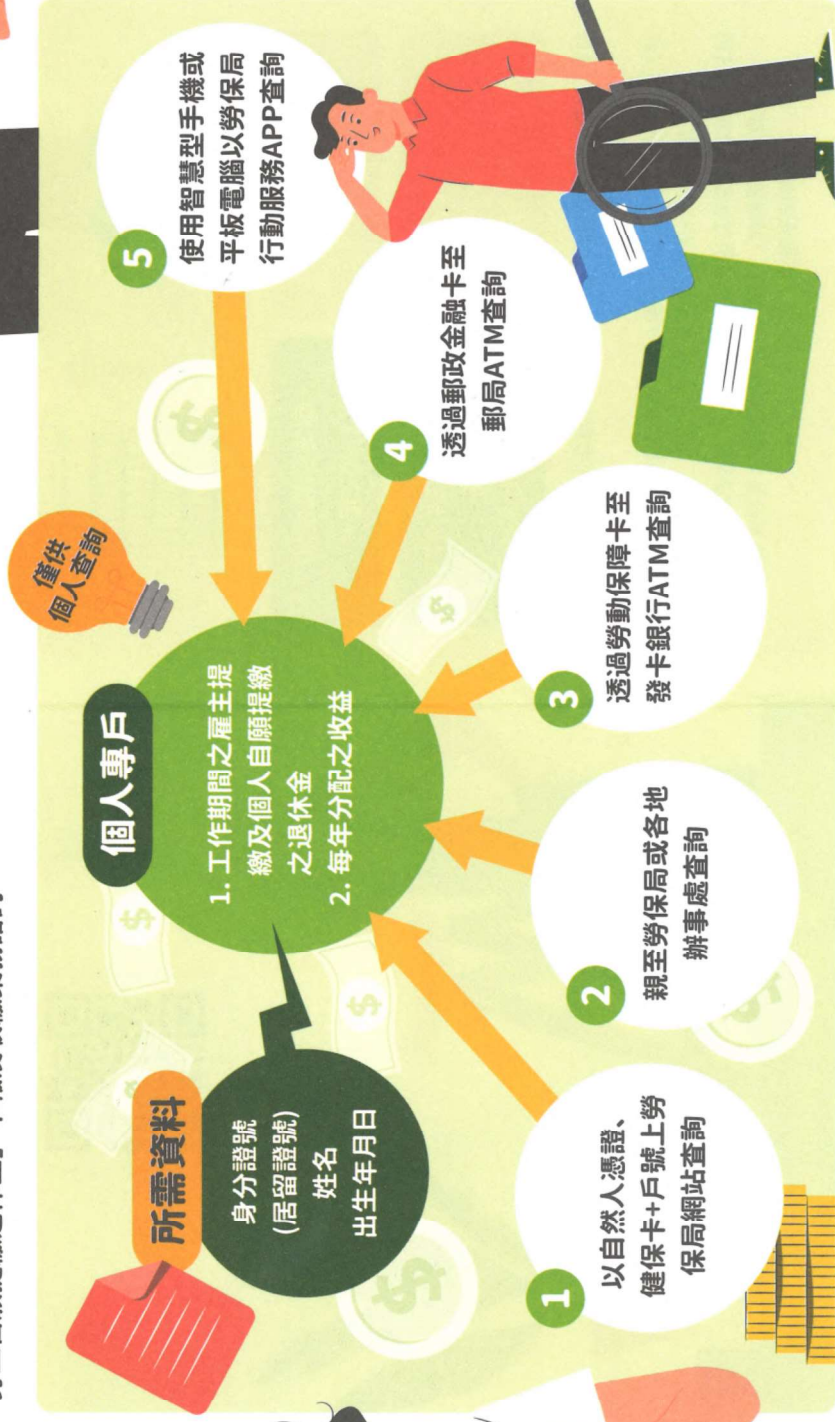 僅供
個人查詢
所需資料
身分證號
(居留證號)
姓名
出生年月日
個人專戶
1. 工作期間之雇主提
繳及個人自願提繳
之退休金
2. 每年分配之收益
1
以自然人憑證、
健保卡+戶號上勞
保局網站查詢
2
親至勞保局或各地
辦事處查詢
3
透過勞動保障卡至
發卡銀行ATM查詢
4
透過郵政金融卡至
郵局ATM查詢
5
使用智慧型手機或
平板電腦以勞保局
行動服務APP查詢